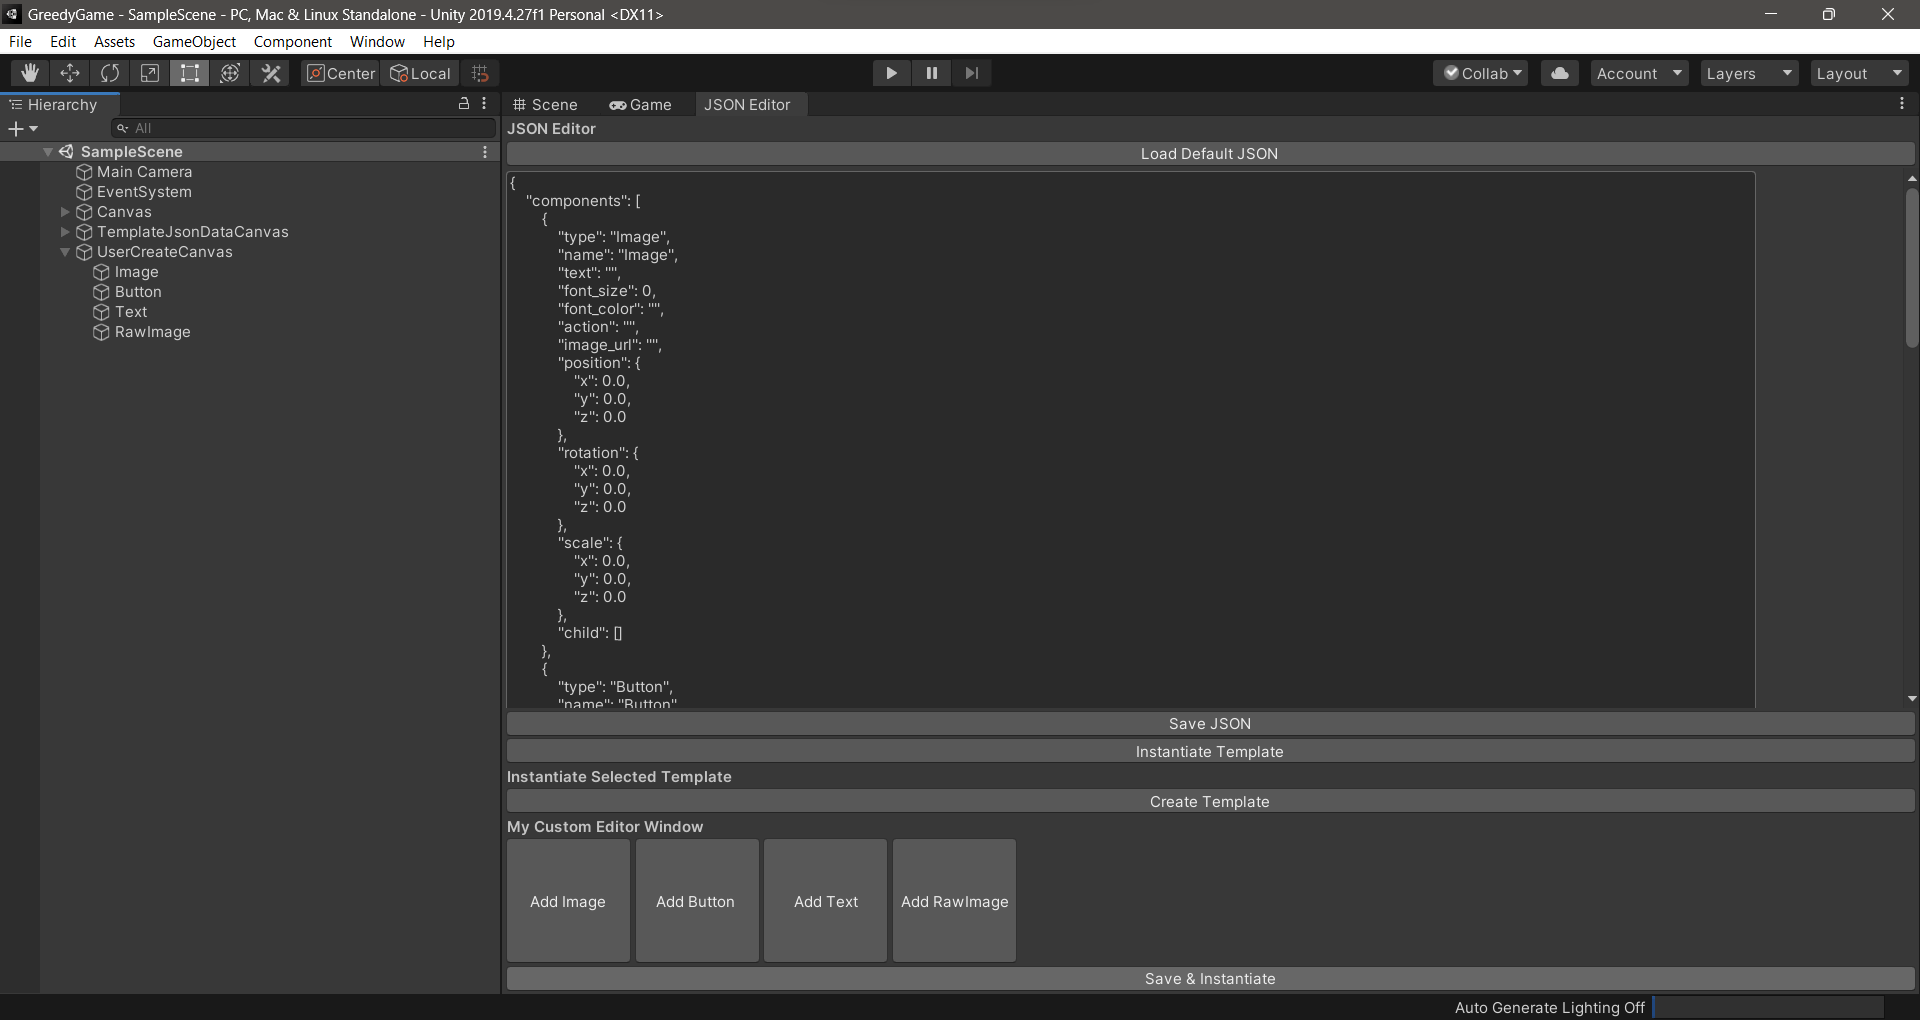 GreedyGame - SampleScene - PC, Mac & Linux Standalone - Unity 2019.4.27f1 Personal <DX11>
File Edit Assets GameObject Component Window Help
Center Local Collab Account Layers Layout
Hierarchy
All
SampleScene
Main Camera
EventSystem
Canvas
TemplateJsonDataCanvas
UserCreateCanvas
Image
Button
Text
RawImage
Scene Game JSON Editor
JSON Editor
Load Default JSON
{
"components": [
{
"type": "Image",
"name": "Image",
"text": "",
"font_size": 0,
"font_color": "",
"action": "",
"image_url": "",
"position": {
"x": 0.0,
"y": 0.0,
"z": 0.0
},
"rotation": {
"x": 0.0,
"y": 0.0,
"z": 0.0
},
"scale": {
"x": 0.0,
"y": 0.0,
"z": 0.0
},
"child": []
},
{
"type": "Button",
"name": "Button"
Save JSON
Instantiate Template
Instantiate Selected Template
Create Template
My Custom Editor Window
Add Image Add Button Add Text Add RawImage
Save & Instantiate
Auto Generate Lighting Off